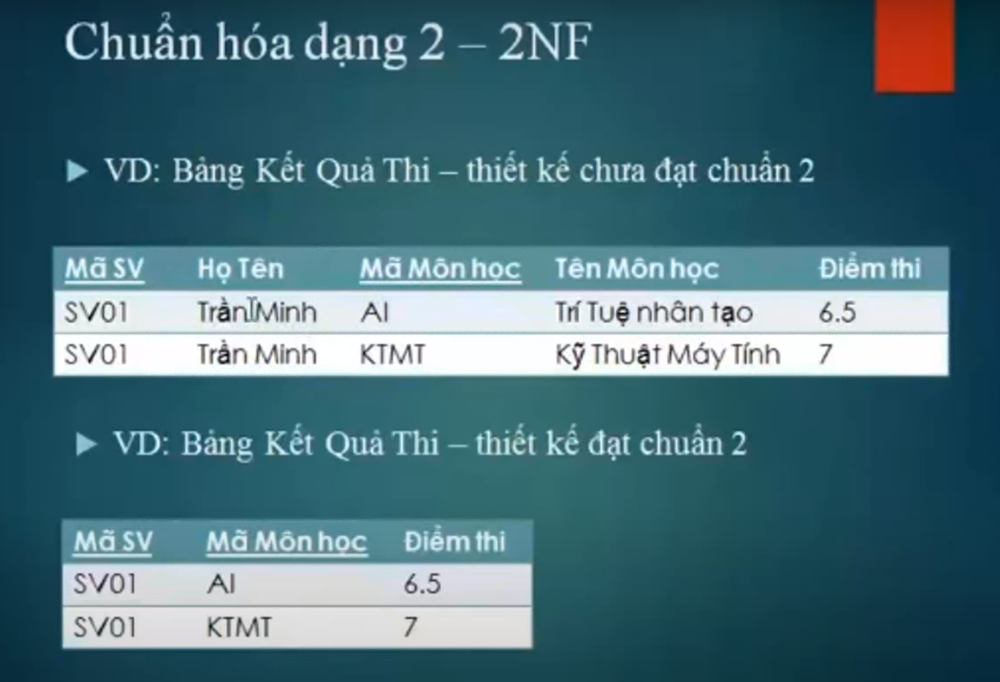 Chuẩn hóa dạng 2 – 2NF
VD: Bảng Kết Quả Thi – thiết kế chưa đạt chuẩn 2
Mã SV Họ Tên Mã Môn học Tên Môn học Điểm thi
SV01 Trần Minh AI Trí Tuệ nhân tạo 6.5
SV01 Trần Minh KTMT Kỹ Thuật Máy Tính 7
VD: Bảng Kết Quả Thi – thiết kế đạt chuẩn 2
Mã SV Mã Môn học Điểm thi
SV01 AI 6.5
SV01 KTMT 7